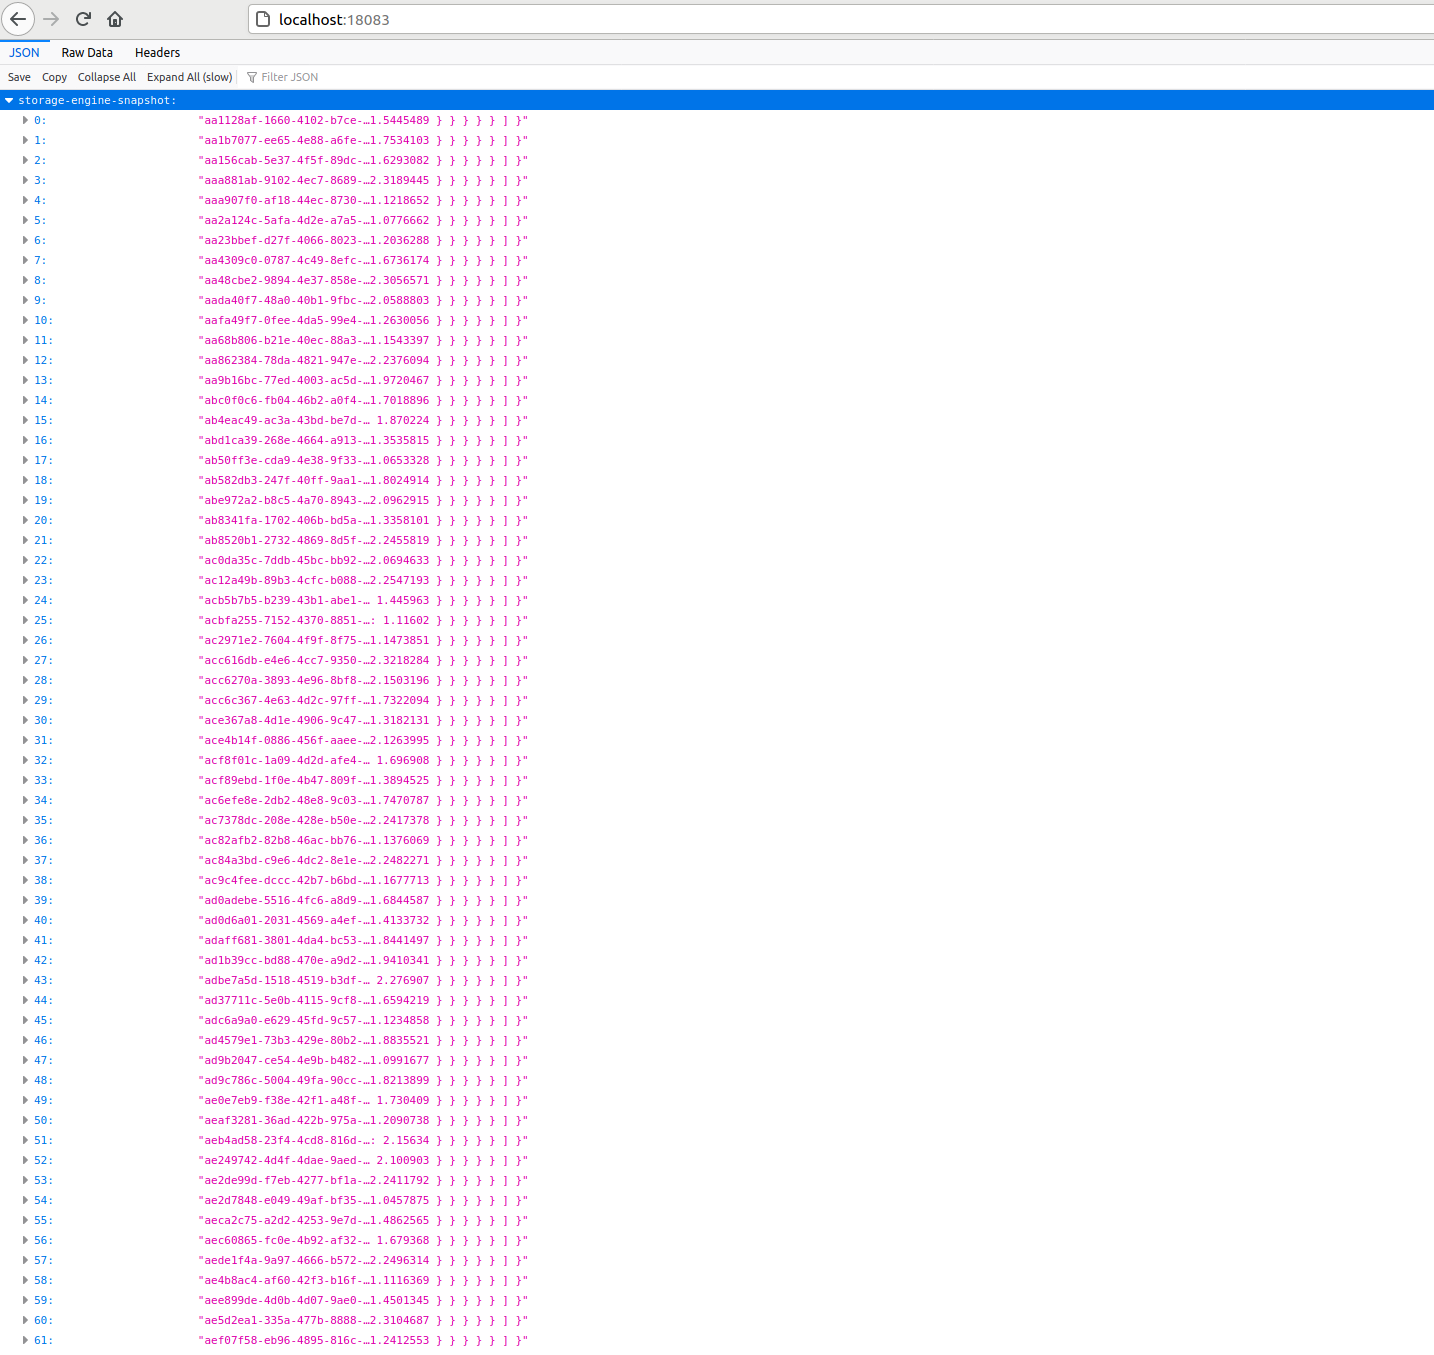 localhost:18083
JSON Raw Data Headers
Save Copy Collapse All Expand All (slow) Filter JSON
storage-engine-snapshot:
0: "aa1128af-1660-4102-b7ce-…1.5445489 } } } } } ] }"
1: "aa1b7077-ee65-4e88-a6fe-…1.7534103 } } } } } ] }"
2: "aa156cab-5e37-4f5f-89dc-…1.6293082 } } } } } ] }"
3: "aaa881ab-9102-4ec7-8689-…2.3189445 } } } } } ] }"
4: "aaa907f0-af18-44ec-8730-…1.1218652 } } } } } ] }"
5: "aa2a124c-5afa-4d2e-a7a5-…1.0776662 } } } } } ] }"
6: "aa23bbef-d27f-4066-8023-…1.2036288 } } } } } ] }"
7: "aa4309c0-0787-4c49-8efc-…1.6736174 } } } } } ] }"
8: "aa48cbe2-9894-4e37-858e-…2.3056571 } } } } } ] }"
9: "aada40f7-48a0-40b1-9fbc-…2.0588803 } } } } } ] }"
10: "aafa49f7-0fee-4da5-99e4-…1.2630056 } } } } } ] }"
11: "aa68b806-b21e-40ec-88a3-…1.1543397 } } } } } ] }"
12: "aa862384-78da-4821-947e-…2.2376094 } } } } } ] }"
13: "aa9b16bc-77ed-4003-ac5d-…1.9720467 } } } } } ] }"
14: "abc0f0c6-fb04-46b2-a0f4-…1.7018896 } } } } } ] }"
15: "ab4eac49-ac3a-43bd-be7d-… 1.870224 } } } } } ] }"
16: "abd1ca39-268e-4664-a913-…1.3535815 } } } } } ] }"
17: "ab50ff3e-cda9-4e38-9f33-…1.0653328 } } } } } ] }"
18: "ab582db3-247f-40ff-9aa1-…1.8024914 } } } } } ] }"
19: "abe972a2-b8c5-4a70-8943-…2.0962915 } } } } } ] }"
20: "ab8341fa-1702-406b-bd5a-…1.3358101 } } } } } ] }"
21: "ab8520b1-2732-4869-8d5f-…2.2455819 } } } } } ] }"
22: "ac0da35c-7ddb-45bc-bb92-…2.0694633 } } } } } ] }"
23: "ac12a49b-89b3-4cfc-b088-…2.2547193 } } } } } ] }"
24: "acb5b7b5-b239-43b1-abe1-… 1.445963 } } } } } ] }"
25: "acbfa255-7152-4370-8851-…: 1.11602 } } } } } ] }"
26: "ac2971e2-7604-4f9f-8f75-…1.1473851 } } } } } ] }"
27: "acc616db-e4e6-4cc7-9350-…2.3218284 } } } } } ] }"
28: "acc6270a-3893-4e96-8bf8-…2.1503196 } } } } } ] }"
29: "acc6c367-4e63-4d2c-97ff-…1.7322094 } } } } } ] }"
30: "ace367a8-4d1e-4906-9c47-…1.3182131 } } } } } ] }"
31: "ace4b14f-0886-456f-aaee-…2.1263995 } } } } } ] }"
32: "acf8f01c-1a09-4d2d-afe4-… 1.696908 } } } } } ] }"
33: "acf89ebd-1f0e-4b47-809f-…1.3894525 } } } } } ] }"
34: "ac6efe8e-2db2-48e8-9c03-…1.7470787 } } } } } ] }"
35: "ac7378dc-208e-428e-b50e-…2.2417378 } } } } } ] }"
36: "ac82afb2-82b8-46ac-bb76-…1.1376069 } } } } } ] }"
37: "ac84a3bd-c9e6-4dc2-8e1e-…2.2482271 } } } } } ] }"
38: "ac9c4fee-dccc-42b7-b6bd-…1.1677713 } } } } } ] }"
39: "ad0adebe-5516-4fc6-a8d9-…1.6844587 } } } } } ] }"
40: "ad0d6a01-2031-4569-a4ef-…1.4133732 } } } } } ] }"
41: "adaff681-3801-4da4-bc53-…1.8441497 } } } } } ] }"
42: "ad1b39cc-bd88-470e-a9d2-…1.9410341 } } } } } ] }"
43: "adbe7a5d-1518-4519-b3df-… 2.276907 } } } } } ] }"
44: "ad37711c-5e0b-4115-9cf8-…1.6594219 } } } } } ] }"
45: "adc6a9a0-e629-45fd-9c57-…1.1234858 } } } } } ] }"
46: "ad4579e1-73b3-429e-80b2-…1.8835521 } } } } } ] }"
47: "ad9b2047-ce54-4e9b-b482-…1.0991677 } } } } } ] }"
48: "ad9c786c-5004-49fa-90cc-…1.8213899 } } } } } ] }"
49: "ae0e7eb9-f38e-42f1-a48f-… 1.730409 } } } } } ] }"
50: "aeaf3281-36ad-422b-975a-…1.2090738 } } } } } ] }"
51: "aeb4ad58-23f4-4cd8-816d-…: 2.15634 } } } } } ] }"
52: "ae249742-4d4f-4dae-9aed-… 2.100903 } } } } } ] }"
53: "ae2de99d-f7eb-4277-bf1a-…2.2411792 } } } } } ] }"
54: "ae2d7848-e049-49af-bf35-…1.0457875 } } } } } ] }"
55: "aeca2c75-a2d2-4253-9e7d-…1.4862565 } } } } } ] }"
56: "aec60865-fc0e-4b92-af32-… 1.679368 } } } } } ] }"
57: "aede1f4a-9a97-4666-b572-…2.2496314 } } } } } ] }"
58: "ae4b8ac4-af60-42f3-b16f-…1.1116369 } } } } } ] }"
59: "aee899de-4d0b-4d07-9ae0-…1.4501345 } } } } } ] }"
60: "ae5d2ea1-335a-477b-8888-…2.3104687 } } } } } ] }"
61: "aef07f58-eb96-4895-816c-…1.2412553 } } } } } ] }"